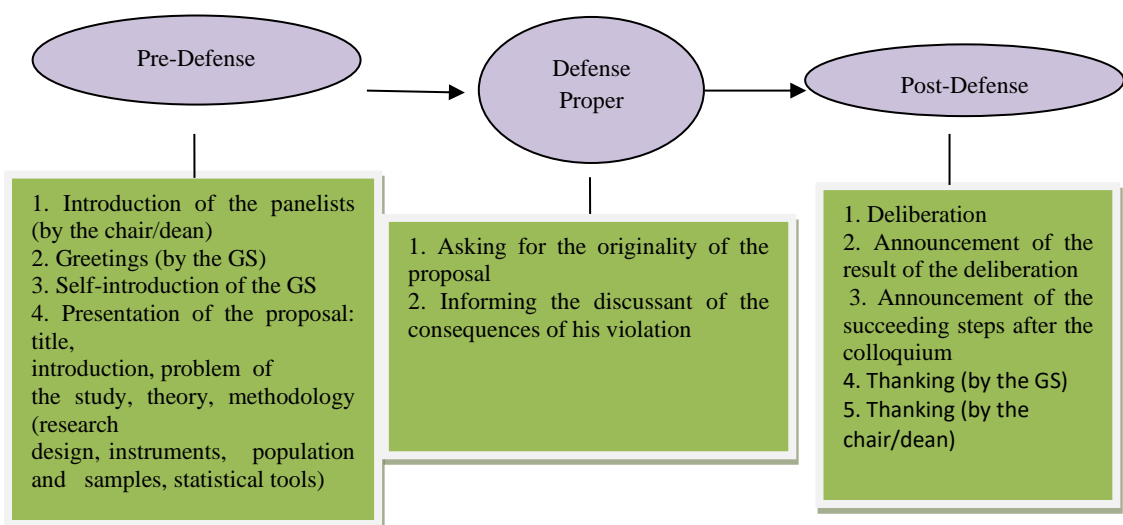 Pre-Defense
Defense
Proper
Post-Defense
1. Introduction of the panelists
(by the chair/dean)
2. Greetings (by the GS)
3. Self-introduction of the GS
4. Presentation of the proposal:
title,
introduction, problem of
the study, theory, methodology
(research
design, instruments, population
and samples, statistical tools)
1. Asking for the originality of the
proposal
2. Informing the discussant of the
consequences of his violation
1. Deliberation
2. Announcement of the
result of the deliberation
3. Announcement of the
succeeding steps after the
colloquium
4. Thanking (by the GS)
5. Thanking (by the
chair/dean)